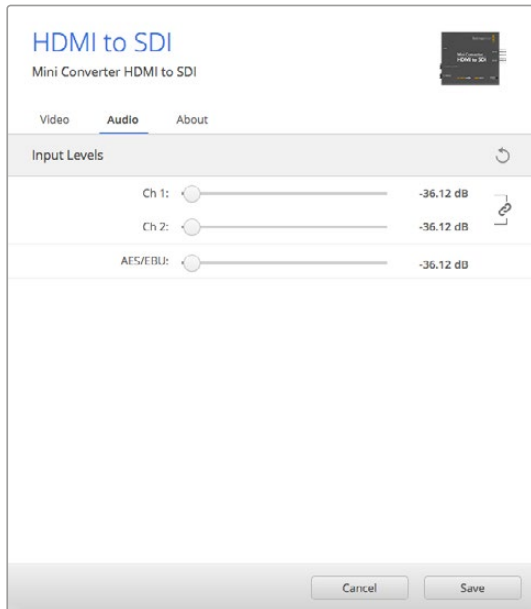 HDMI to SDI
Mini Converter HDMI to SDI
Video Audio About
Input Levels
Ch 1: -36.12 dB
Ch 2: -36.12 dB
AES/EBU: -36.12 dB
Cancel Save